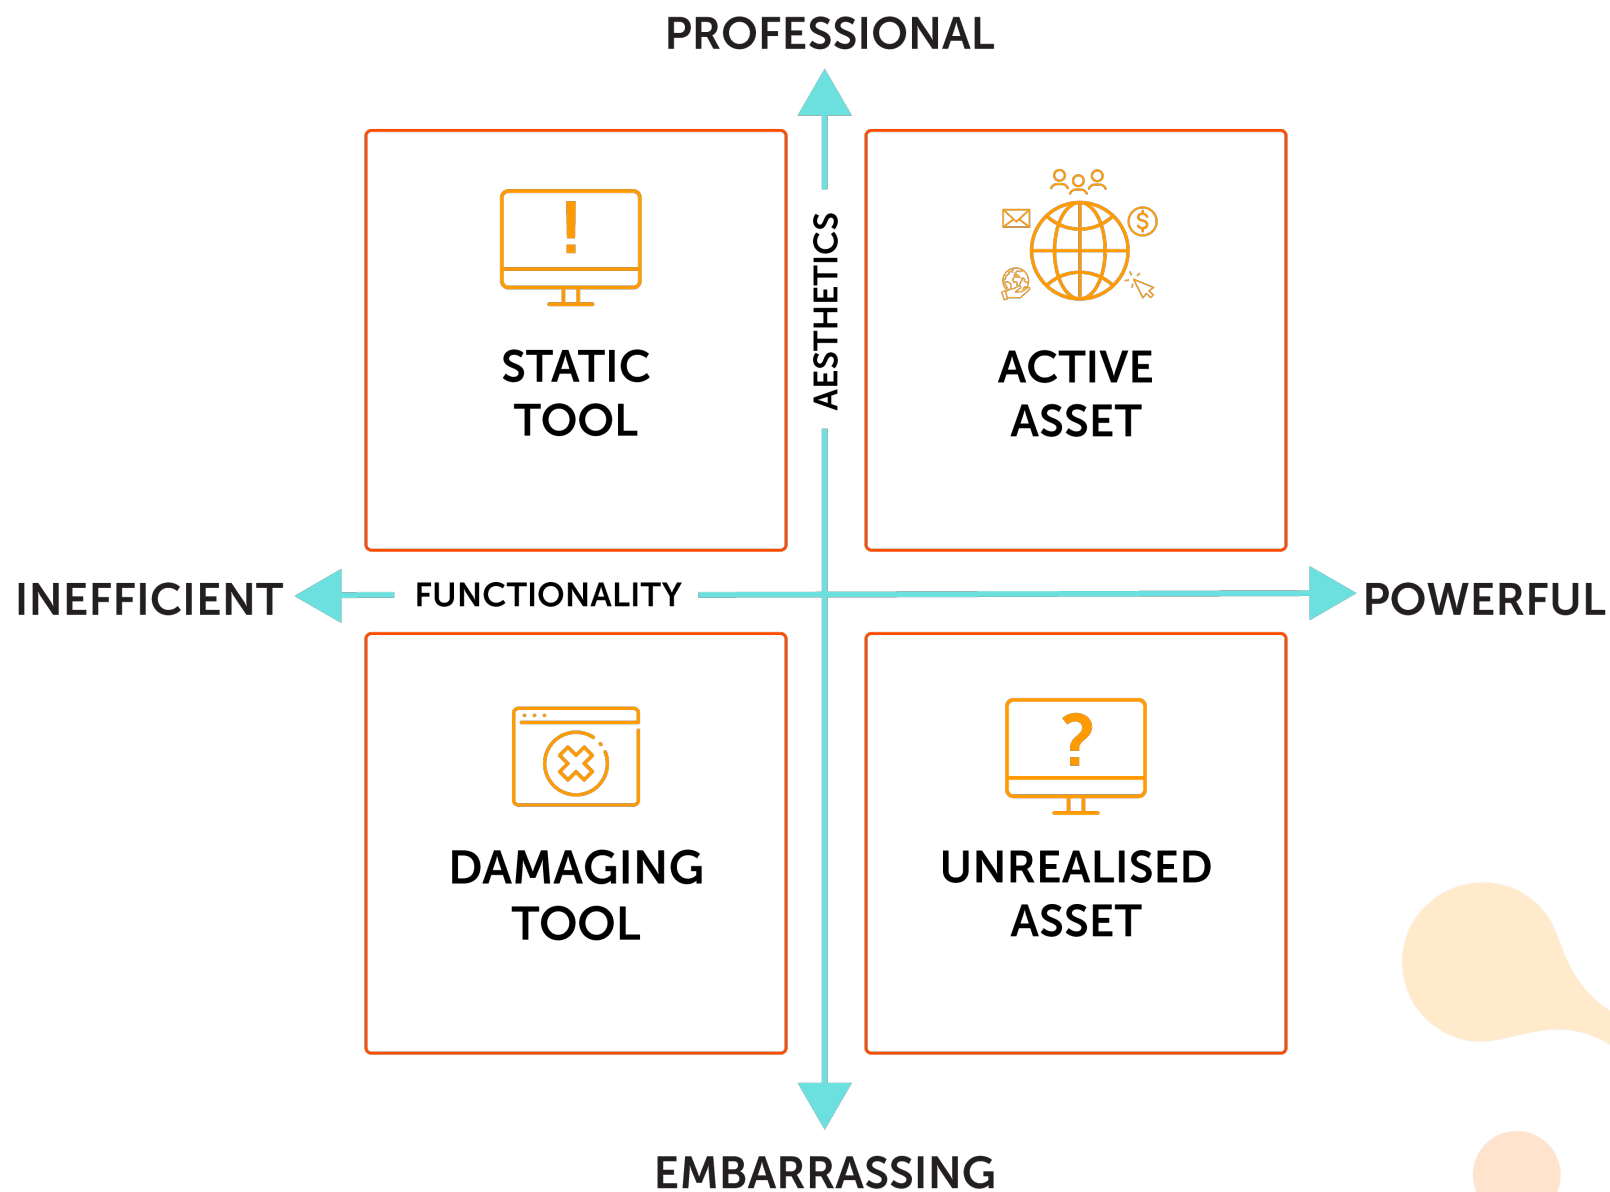 PROFESSIONAL
STATIC
TOOL
AESTHETICS
ACTIVE
ASSET
INEFFICIENT
FUNCTIONALITY
POWERFUL
DAMAGING
TOOL
UNREALISED
ASSET
EMBARRASSING